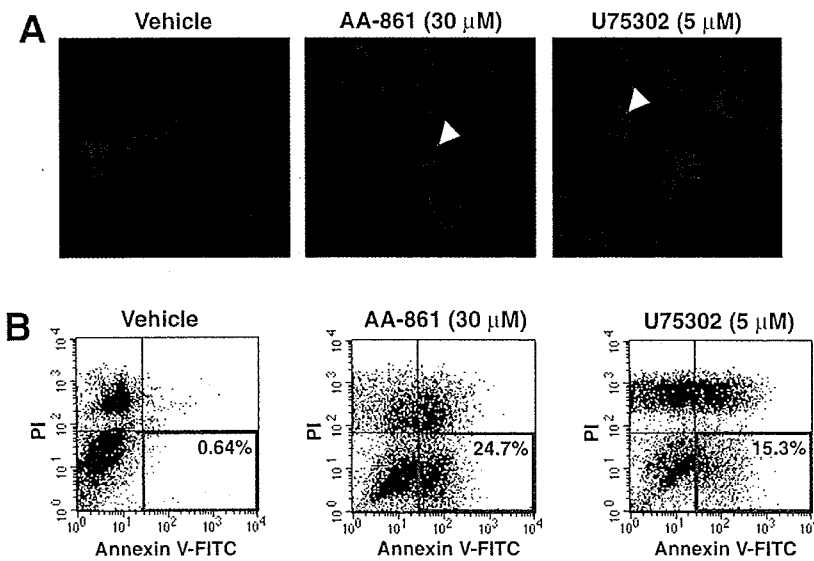 A
Vehicle
AA-861 (30 µM)
U75302 (5 µM)
B
Vehicle
AA-861 (30 µM)
U75302 (5 µM)
PI
10⁴
10³
10²
10¹
10⁰
0.64%
10⁰ 10¹ 10² 10³ 10⁴
Annexin V-FITC
PI
10⁴
10³
10²
10¹
10⁰
24.7%
10¹ 10² 10³ 10⁴
Annexin V-FITC
PI
10⁴
10³
10²
10¹
10⁰
15.3%
10⁰ 10¹ 10² 10³
Annexin V-FITC